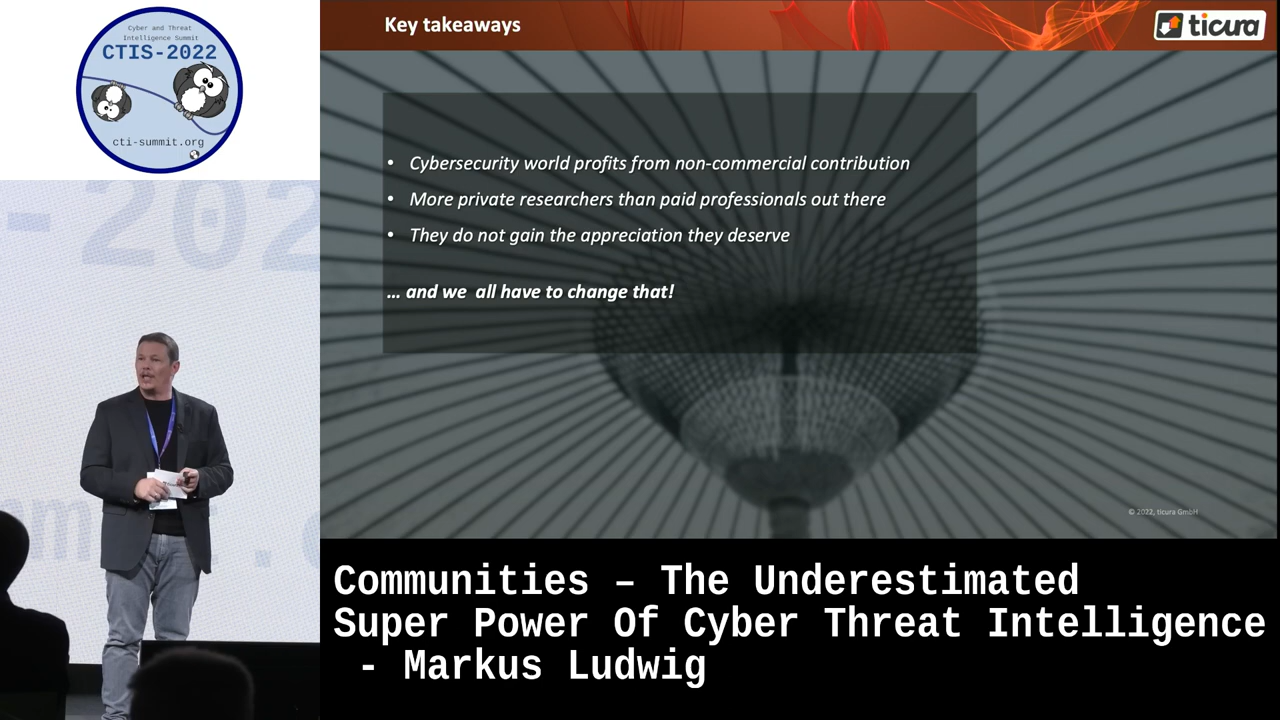 Cyber and Threat
Intelligence Summit
CTIS-2022
cti-summit.org
- 202
Key takeaways
ticura
• Cybersecurity world profits from non-commercial contribution
• More private researchers than paid professionals out there
• They do not gain the appreciation they deserve
… and we all have to change that!
© 2022, ticura GmbH
Communities – The Underestimated
Super Power Of Cyber Threat Intelligence
- Markus Ludwig